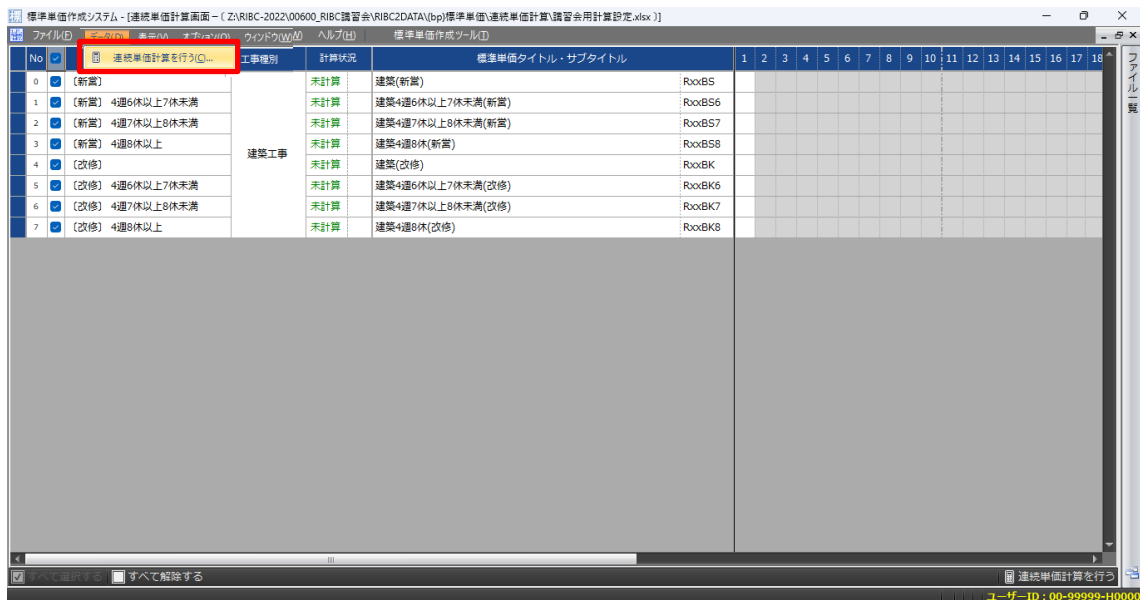 標準単価作成システム - [連続単価計算画面－〔 Z:\RIBC-2022\00600_RIBC講習会\RIBC2DATA\(bp)標準単価\連続単価計算\講習会用計算設定.xlsx 〕]
ファイル(F) データ(D) 表示(V) オプション(O) ウィンドウ(W)(W) ヘルプ(H) 標準単価作成ツール(T)
連続単価計算を行う(C)...
No 工事種別 計算状況 標準単価タイトル・サブタイトル 1 2 3 4 5 6 7 8 9 10 11 12 13 14 15 16 17 18
0 〔新営〕 未計算 建築(新営) RxxBS
1 〔新営〕 4週6休以上7休未満 未計算 建築4週6休以上7休未満(新営) RxxBS6
2 〔新営〕 4週7休以上8休未満 未計算 建築4週7休以上8休未満(新営) RxxBS7
3 〔新営〕 4週8休以上 未計算 建築4週8休(新営) RxxBS8
建築工事
4 〔改修〕 未計算 建築(改修) RxxBK
5 〔改修〕 4週6休以上7休未満 未計算 建築4週6休以上7休未満(改修) RxxBK6
6 〔改修〕 4週7休以上8休未満 未計算 建築4週7休以上8休未満(改修) RxxBK7
7 〔改修〕 4週8休以上 未計算 建築4週8休(改修) RxxBK8
ファイル一覧
すべて選択する すべて解除する 連続単価計算を行う
ユーザーID : 00-99999-H0000